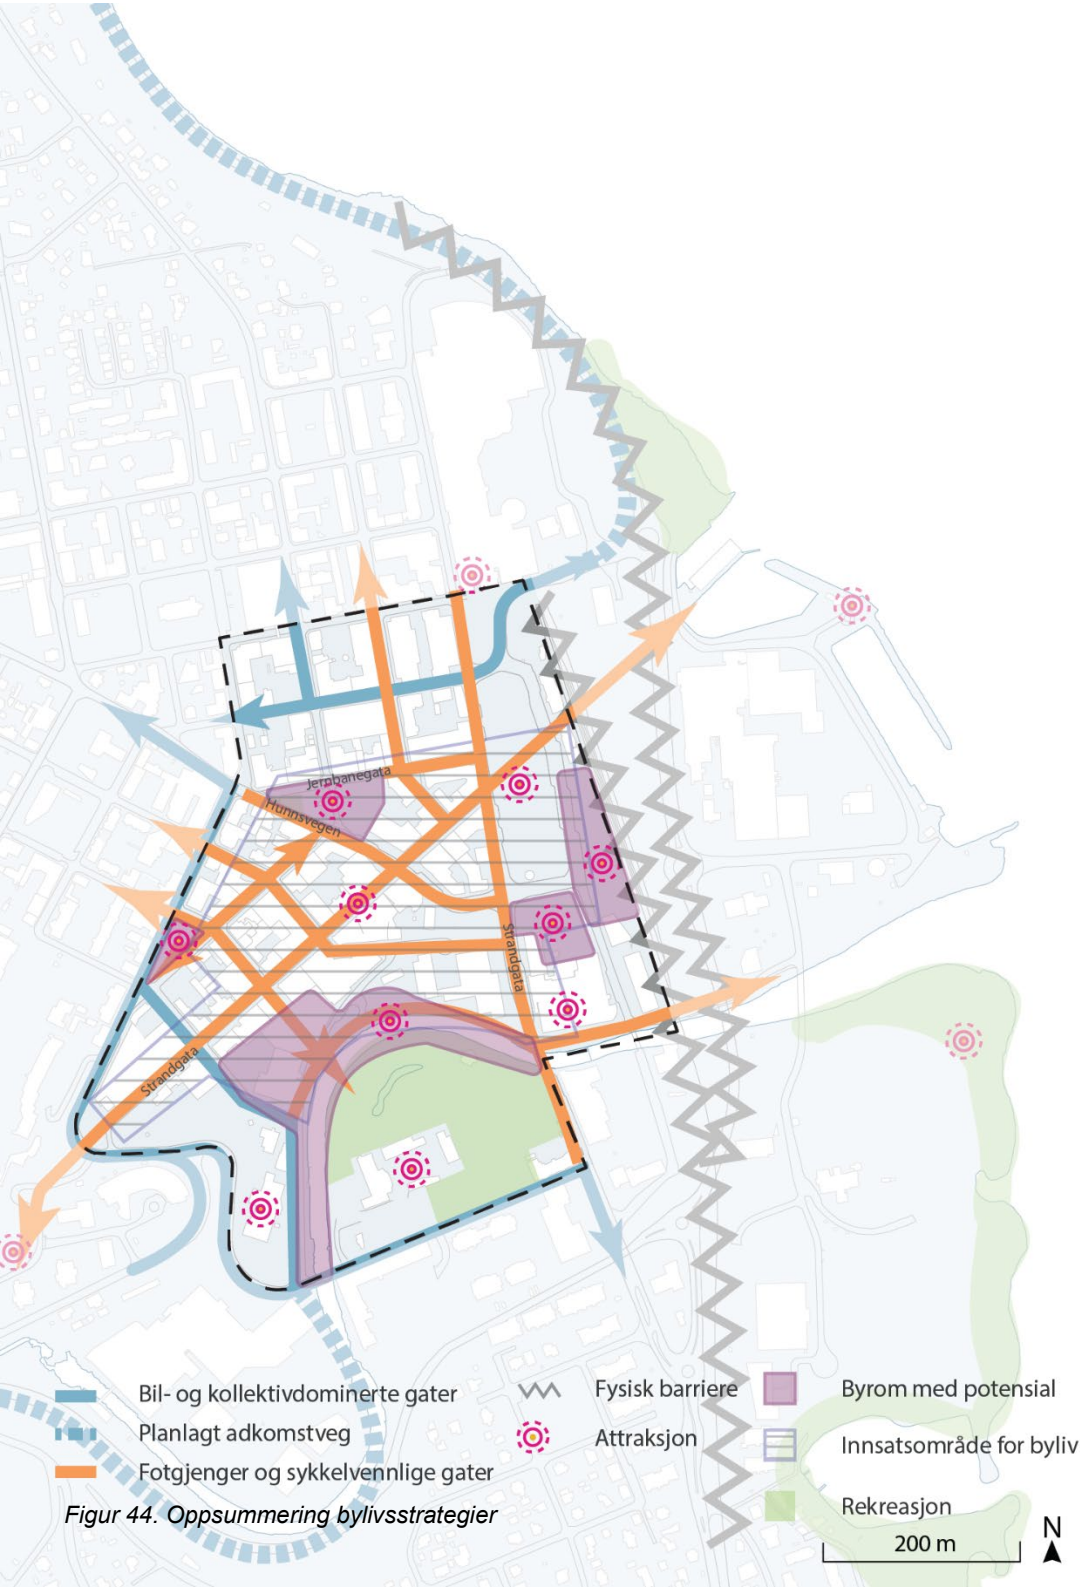 Jernbanegata
Hunnsvegen
Strandgata
Strandgata
Bil- og kollektivdominerte gater
Planlagt adkomstveg
Fotgjenger og sykkelvennlige gater
Fysisk barriere
Attraksjon
Byrom med potensial
Innsatsområde for byliv
Rekreasjon
Figur 44. Oppsummering bylivsstrategier
200 m
N